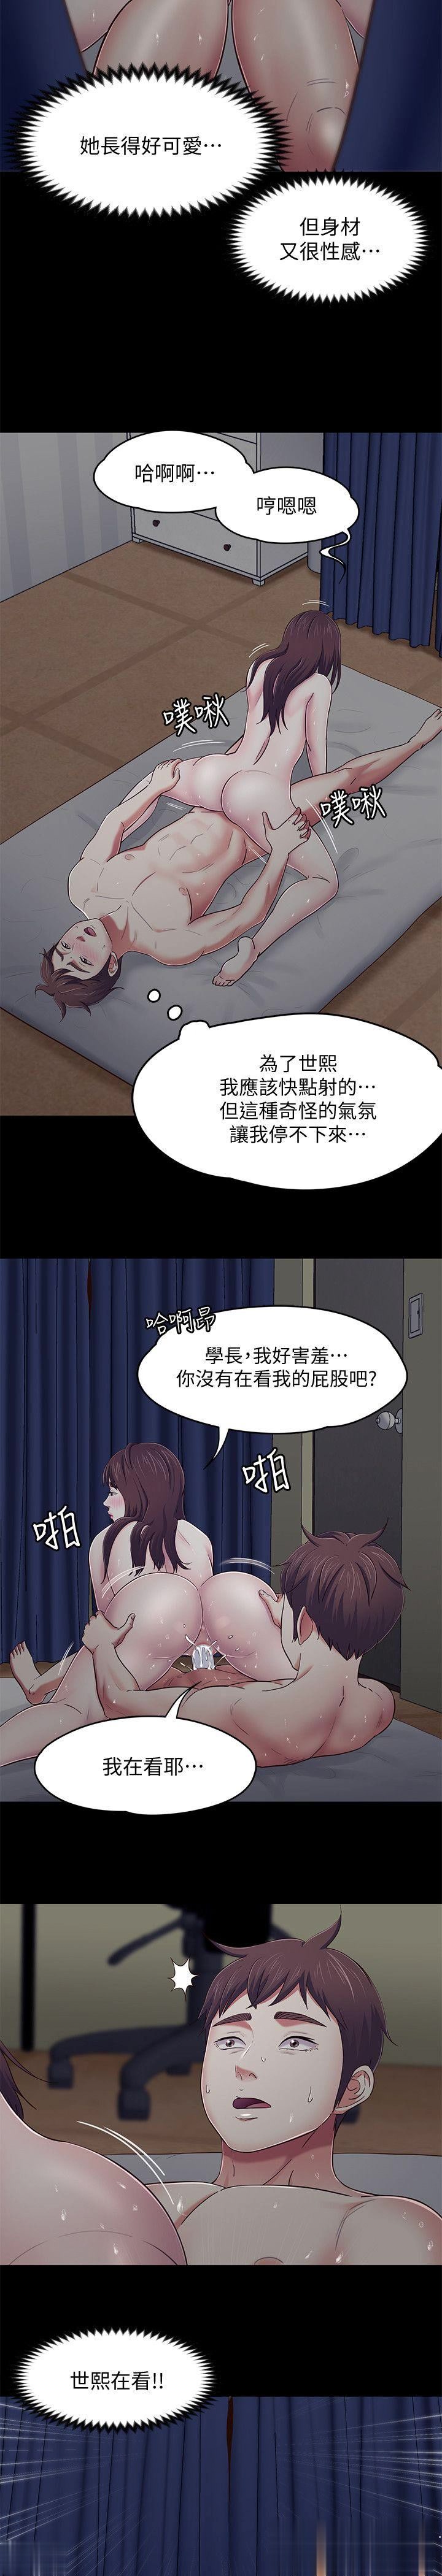 她長得好可愛⋯
但身材
又很性感⋯
哈啊啊⋯
哼嗯嗯
噗啾
噗啾
為了世熙
我應該快點射的⋯
但這種奇怪的氣氛
讓我停不下來⋯
哈啊昂
學長,我好害羞⋯
你沒有在看我的屁股吧?
啪
啪
我在看耶⋯
世熙在看!!